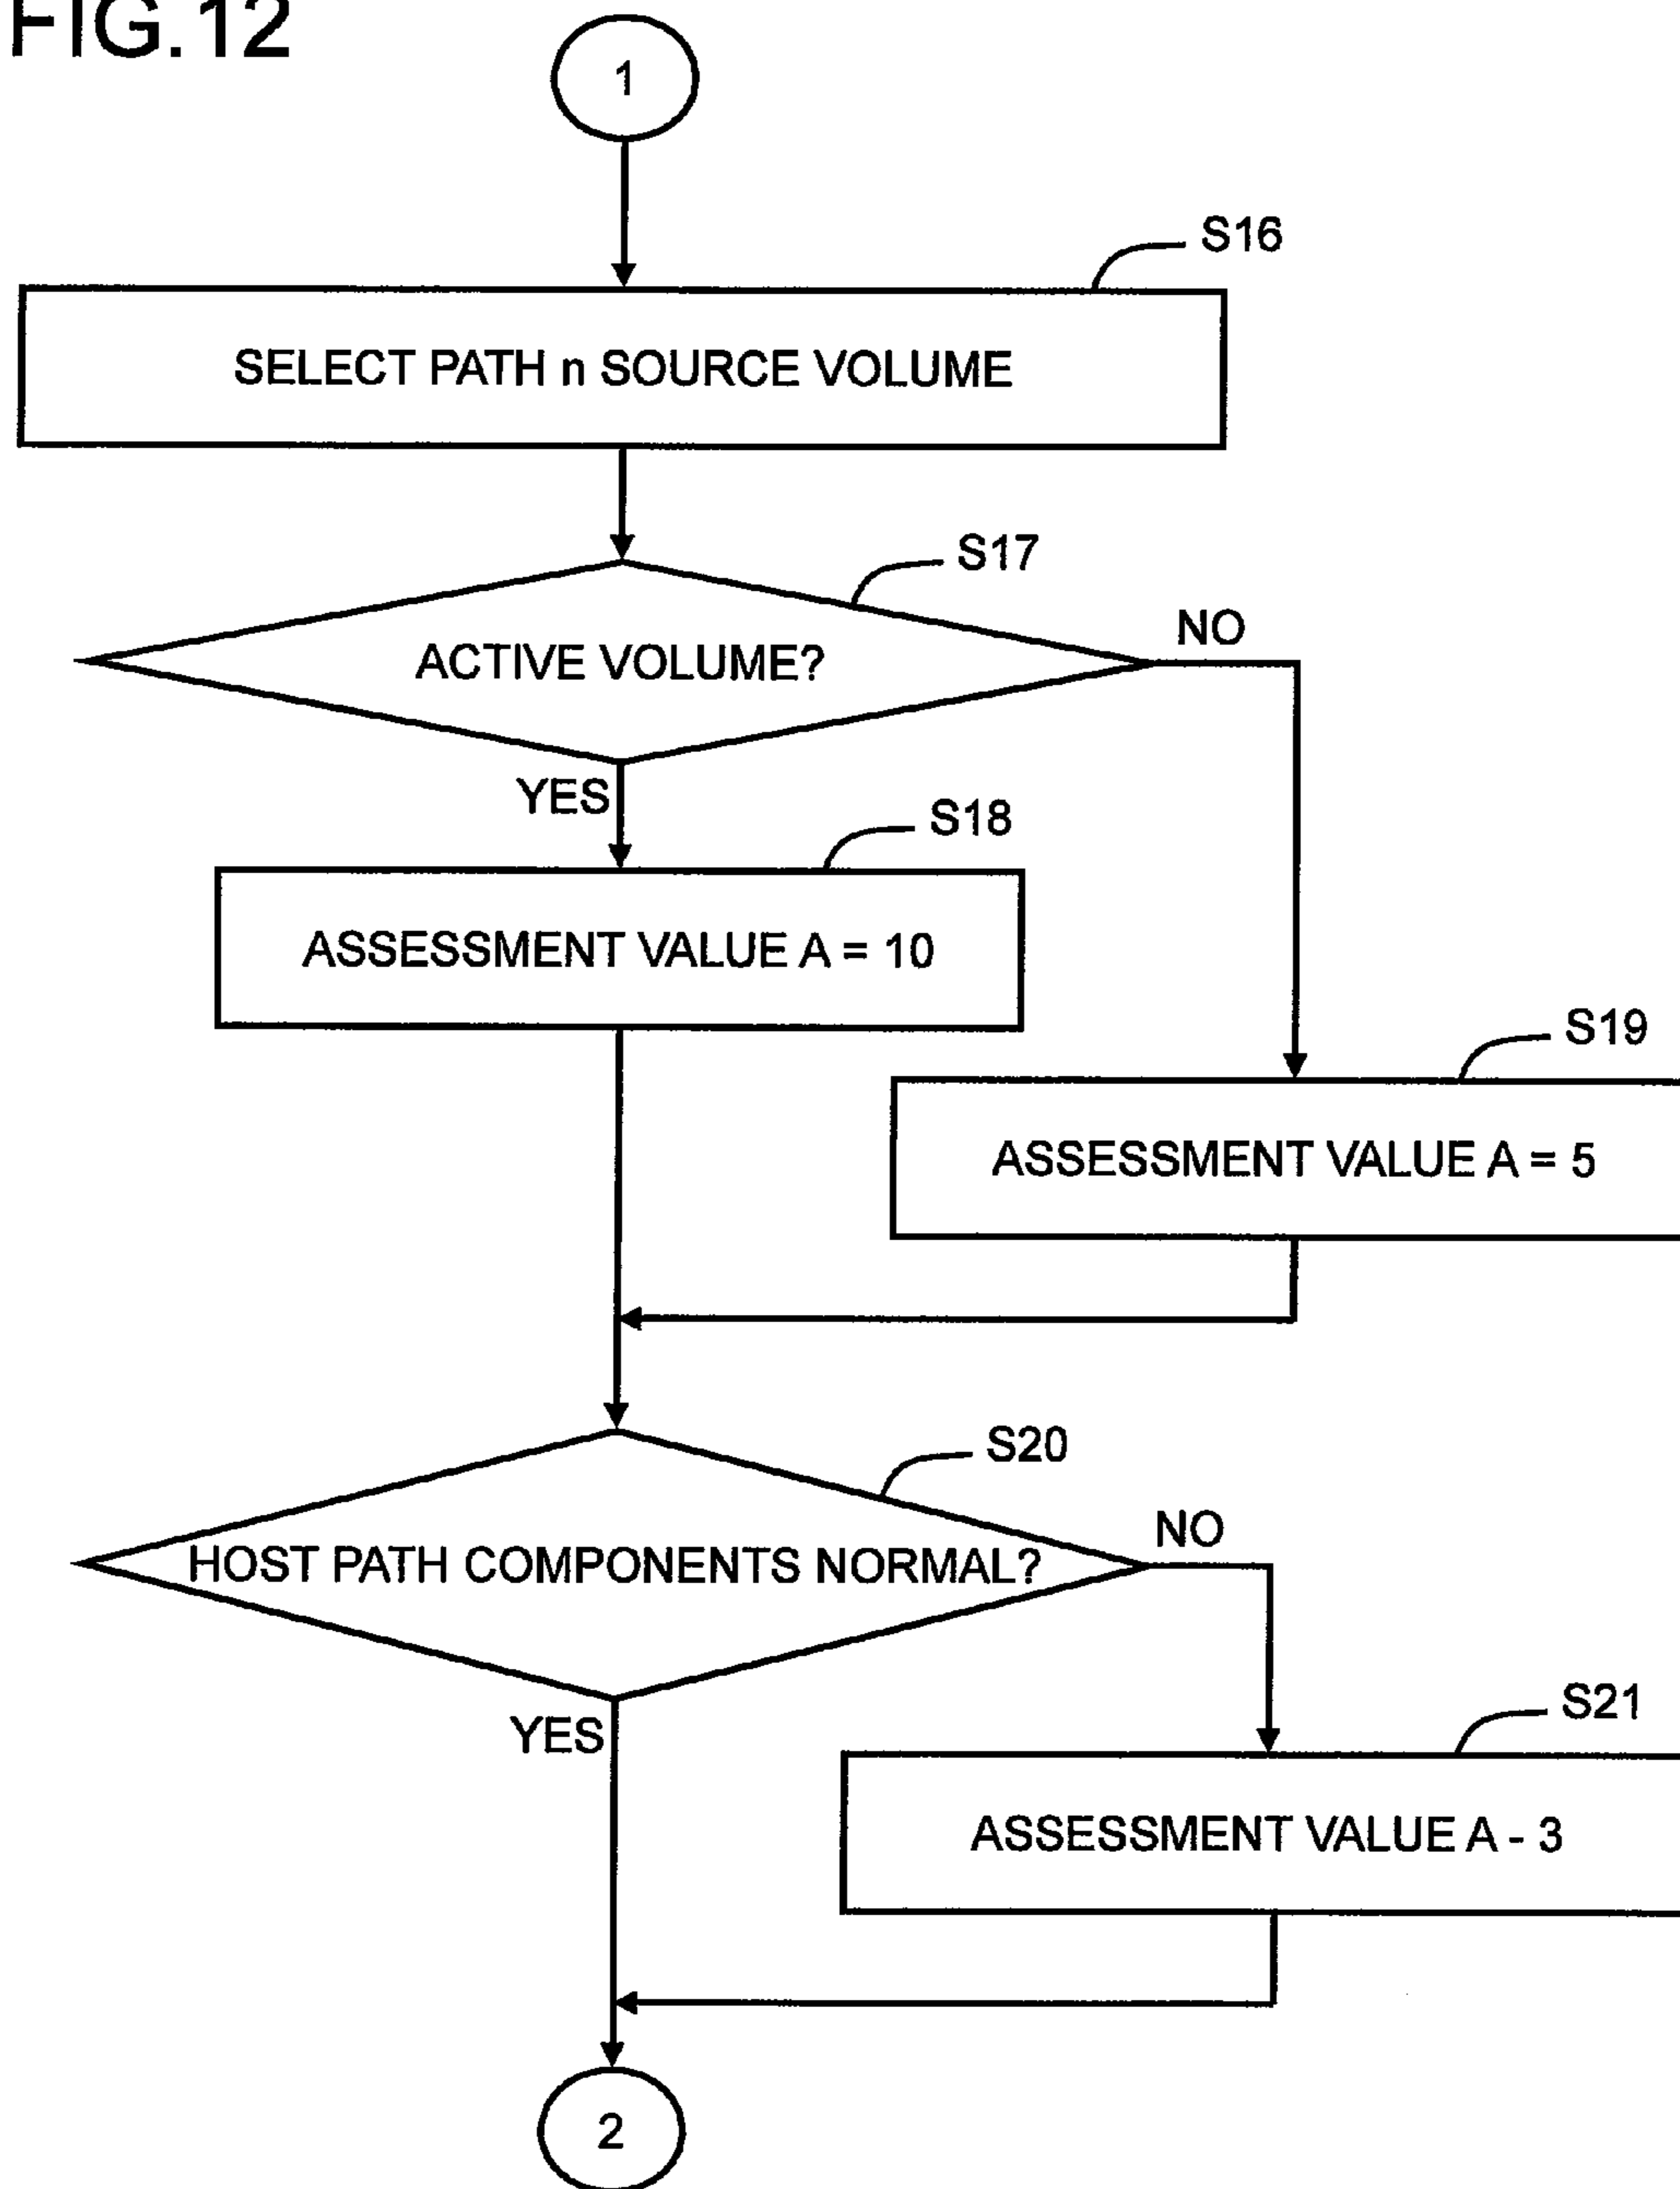 FIG.12
1
S16
SELECT PATH n SOURCE VOLUME
S17
NO
ACTIVE VOLUME?
YES
S18
ASSESSMENT VALUE A = 10
S19
ASSESSMENT VALUE A = 5
S20
NO
HOST PATH COMPONENTS NORMAL?
YES
S21
ASSESSMENT VALUE A - 3
2